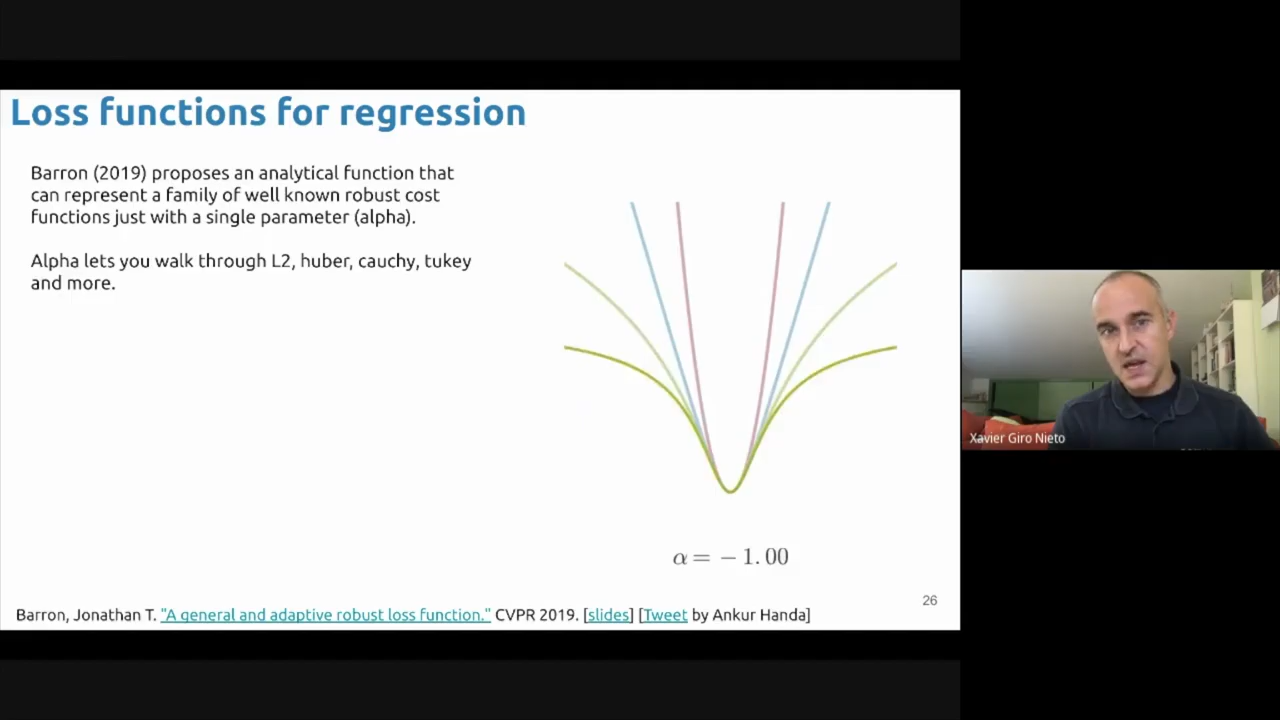 Loss functions for regression
Barron (2019) proposes an analytical function that
can represent a family of well known robust cost
functions just with a single parameter (alpha).
Alpha lets you walk through L2, huber, cauchy, tukey
and more.
α = − 1.00
26
Barron, Jonathan T. "A general and adaptive robust loss function." CVPR 2019. [slides] [Tweet by Ankur Handa]
Xavier Giro Nieto